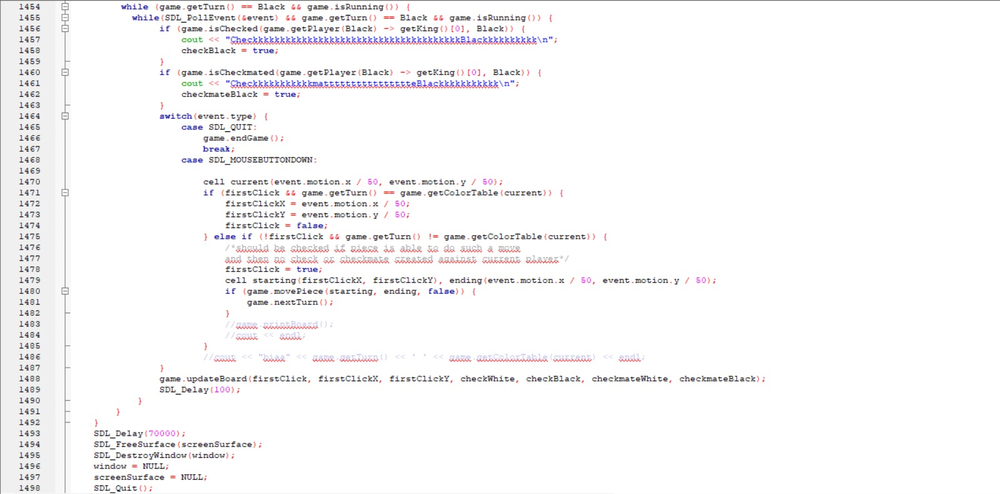 1454 while (game.getTurn() == Black && game.isRunning()) {
1455 while(SDL_PollEvent(&event) && game.getTurn() == Black && game.isRunning()) {
1456 if (game.isChecked(game.getPlayer(Black) -> getKing()[0], Black)) {
1457 cout << "CheckkkkkkkkkkkkkkkkkkkkkkkkkkkkkkkkkkkkkkBlackkkkkkkkkk\n";
1458 checkBlack = true;
1459 }
1460 if (game.isCheckmated(game.getPlayer(Black) -> getKing()[0], Black)) {
1461 cout << "CheckkkkkkkkkkkmatttttttttttttttttteBlackkkkkkkkkkk\n";
1462 checkmateBlack = true;
1463 }
1464 switch(event.type) {
1465 case SDL_QUIT:
1466 game.endGame();
1467 break;
1468 case SDL_MOUSEBUTTONDOWN:
1469
1470 cell current(event.motion.x / 50, event.motion.y / 50);
1471 if (firstClick && game.getTurn() == game.getColorTable(current)) {
1472 firstClickX = event.motion.x / 50;
1473 firstClickY = event.motion.y / 50;
1474 firstClick = false;
1475 } else if (!firstClick && game.getTurn() != game.getColorTable(current)) {
1476 /*should be checked if piece is able to do such a move
1477 and then no check or checkmate created against current player*/
1478 firstClick = true;
1479 cell starting(firstClickX, firstClickY), ending(event.motion.x / 50, event.motion.y / 50);
1480 if (game.movePiece(starting, ending, false)) {
1481 game.nextTurn();
1482 }
1483 //game.printBoard();
1484 //cout << endl;
1485 }
1486 //cout << "biaa" << game.getTurn() << ' ' << game.getColorTable(current) << endl;
1487 }
1488 game.updateBoard(firstClick, firstClickX, firstClickY, checkWhite, checkBlack, checkmateWhite, checkmateBlack);
1489 SDL_Delay(100);
1490 }
1491 }
1492 }
1493 SDL_Delay(70000);
1494 SDL_FreeSurface(screenSurface);
1495 SDL_DestroyWindow(window);
1496 window = NULL;
1497 screenSurface = NULL;
1498 SDL_Quit();